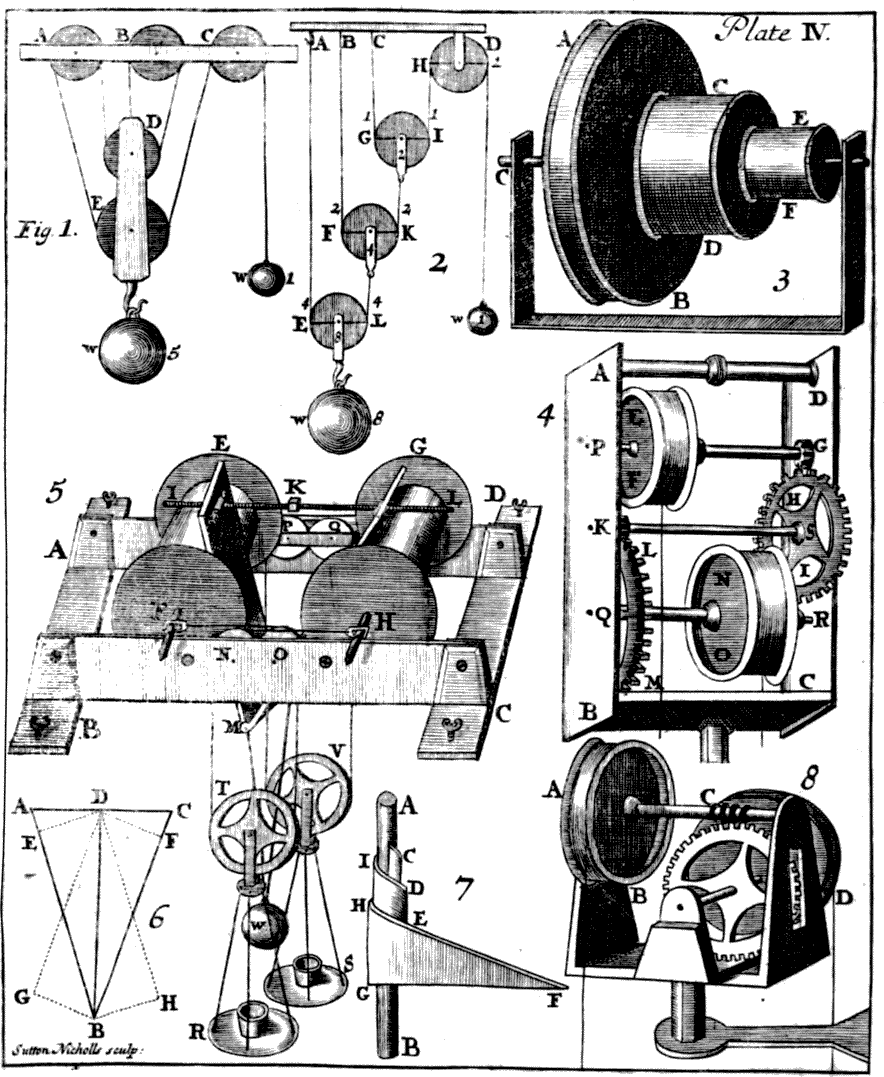 Plate IV.
A B C
D
E
Fig. 1.
w 1
w 5
A B C D
H 1
1 1
G I
2
2 2
F K
4
2
4 4
E L
8
w 1
w 8
A
C
E
C
F
D
B
3
4
A D
E
P G
F
H
K S
L
I
N
Q R
O
M
B C
5
E G
I K L D
A
P Q
F H
N O
B C
M
V
T
W
S
R
A D C
E F
6
G H
B
A
I C
D
H E
7
G F
B
8
A C
B D
Sutton Nicholls sculp: